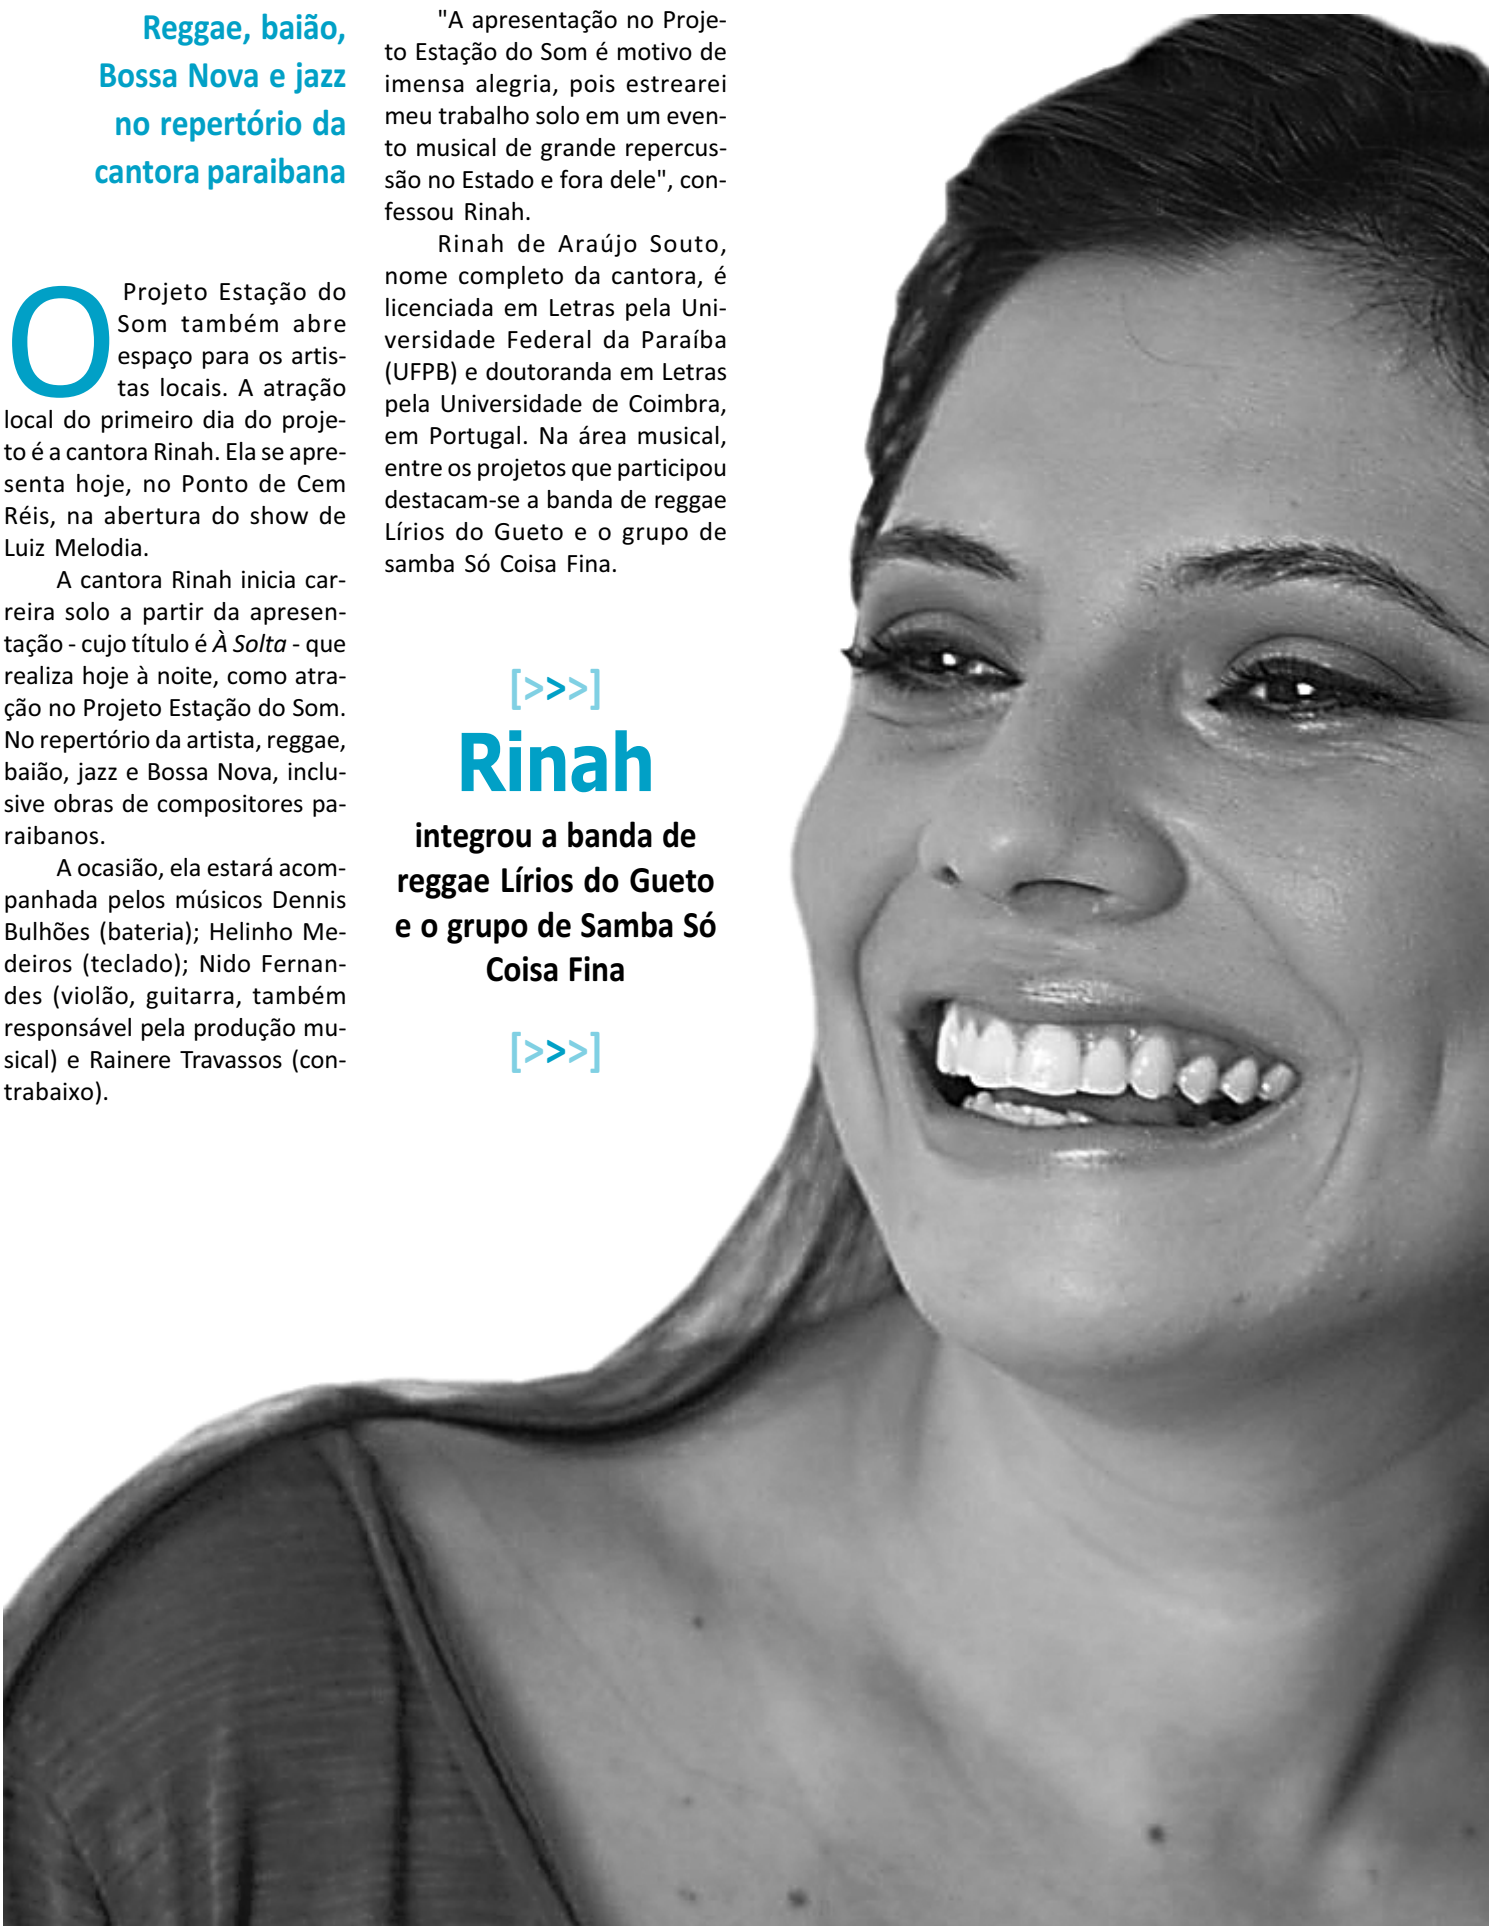 Reggae, baião,
Bossa Nova e jazz
no repertório da
cantora paraibana
O Projeto Estação do
Som também abre
espaço para os artis-
tas locais. A atração
local do primeiro dia do proje-
to é a cantora Rinah. Ela se apre-
senta hoje, no Ponto de Cem
Réis, na abertura do show de
Luiz Melodia.
A cantora Rinah inicia car-
reira solo a partir da apresen-
tação - cujo título é À Solta - que
realiza hoje à noite, como atra-
ção no Projeto Estação do Som.
No repertório da artista, reggae,
baião, jazz e Bossa Nova, inclu-
sive obras de compositores pa-
raibanos.
A ocasião, ela estará acom-
panhada pelos músicos Dennis
Bulhões (bateria); Helinho Me-
deiros (teclado); Nido Fernan-
des (violão, guitarra, também
responsável pela produção mu-
sical) e Rainere Travassos (con-
trabaixo).
"A apresentação no Proje-
to Estação do Som é motivo de
imensa alegria, pois estrearei
meu trabalho solo em um even-
to musical de grande repercus-
são no Estado e fora dele", con-
fessou Rinah.
Rinah de Araújo Souto,
nome completo da cantora, é
licenciada em Letras pela Uni-
versidade Federal da Paraíba
(UFPB) e doutoranda em Letras
pela Universidade de Coimbra,
em Portugal. Na área musical,
entre os projetos que participou
destacam-se a banda de reggae
Lírios do Gueto e o grupo de
samba Só Coisa Fina.
[>>>]
Rinah
integrou a banda de
reggae Lírios do Gueto
e o grupo de Samba Só
Coisa Fina
[>>>]